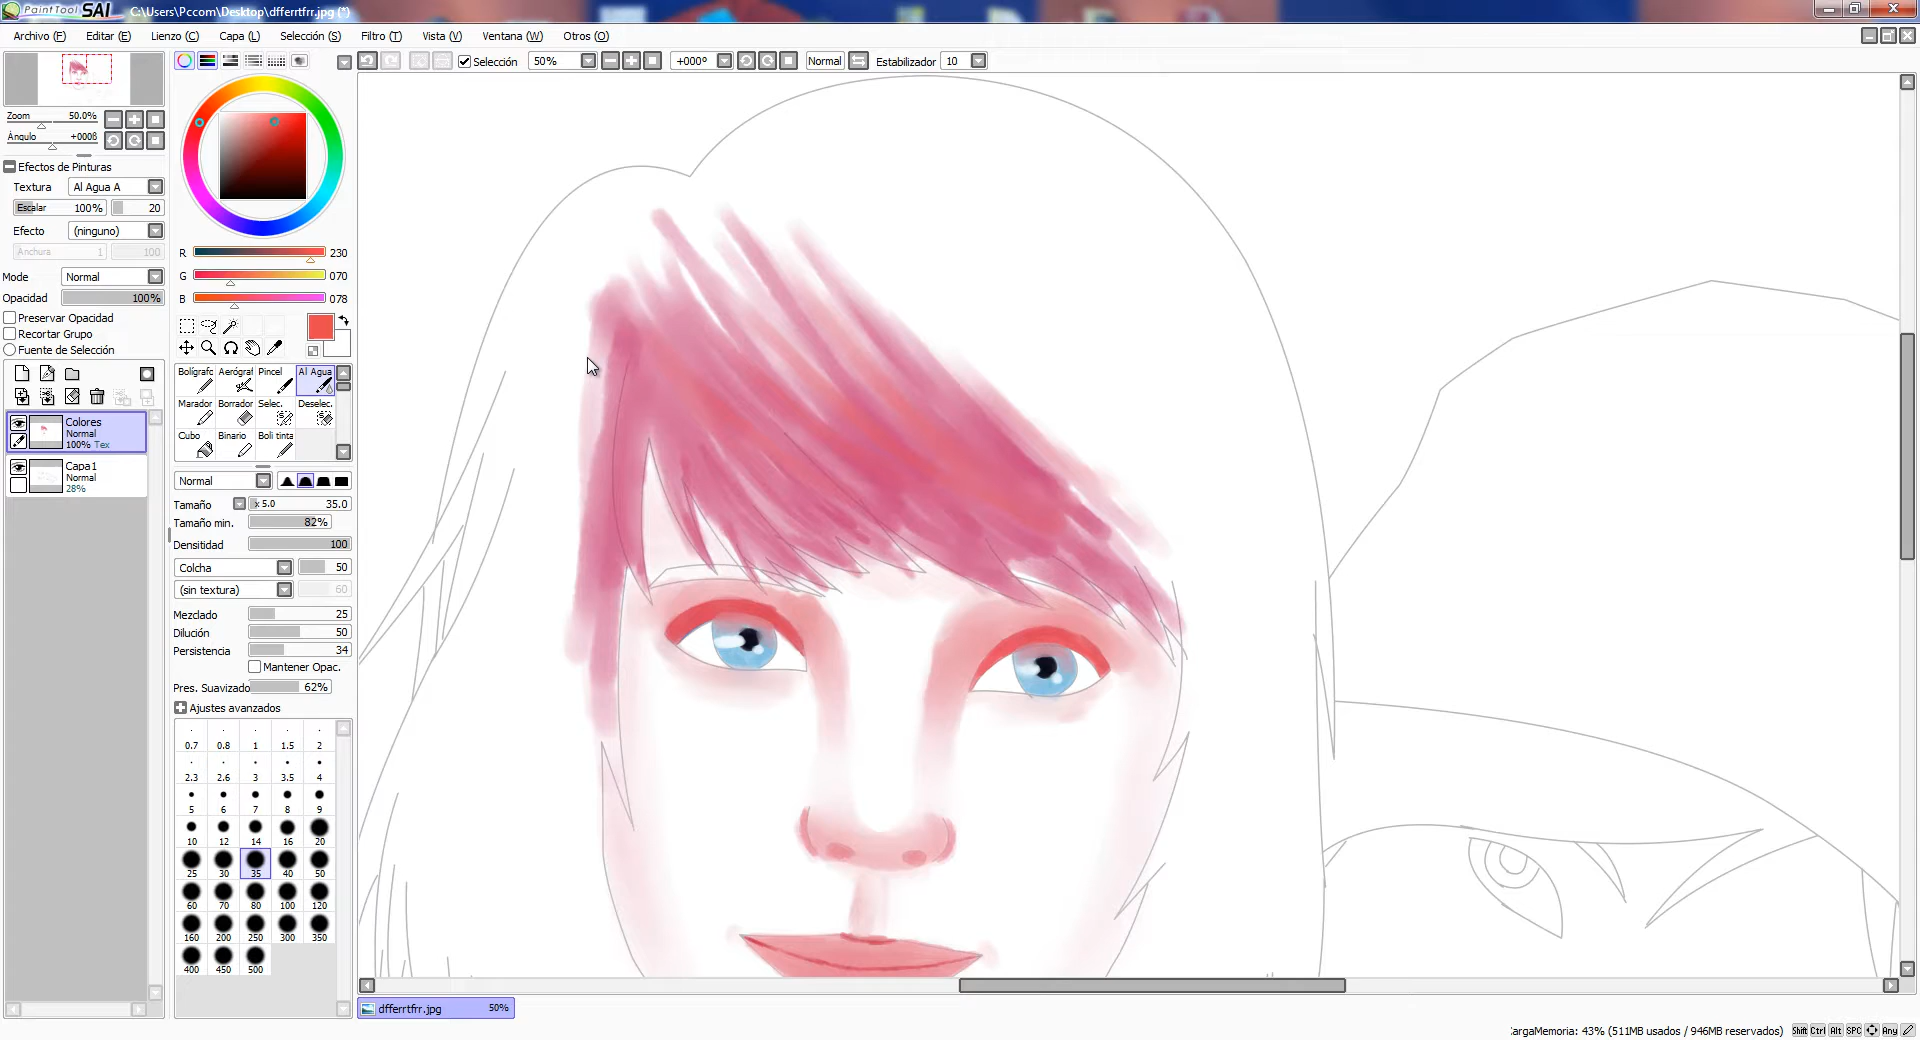 PaintTool SAI C:\Users\Pccom\Desktop\dfferrtfrr.jpg (*)
Archivo (F) Editar (E) Lienzo (C) Capa (L) Selección (S) Filtro (T) Vista (V) Ventana (W) Otros (O)
Selección 50% +000º Normal Estabilizador 10
Zoom 50.0%
Ángulo +000ß
Efectos de Pinturas
Textura Al Agua A
Escalar 100% 20
Efecto (ninguno)
Anchura 1 100
Mode Normal
Opacidad 100%
Preservar Opacidad
Recortar Grupo
Fuente de Selección
Colores
Normal
100% Tex
Capa1
Normal
28%
R 230
G 070
B 078
Bolígrafo Aerógraf Pincel Al Agua
Marador Borrador Selec. Deselec.
Cubo Binario Boli tinta
Normal
Tamaño x 5.0 35.0
Tamaño min. 82%
Densitidad 100
Colcha 50
(sin textura) 60
Mezclado 25
Dilución 50
Persistencia 34
Mantener Opac.
Pres. Suavizado 62%
Ajustes avanzados
0.7 0.8 1 1.5 2
2.3 2.6 3 3.5 4
5 6 7 8 9
10 12 14 16 20
25 30 35 40 50
60 70 80 100 120
160 200 250 300 350
400 450 500
dfferrtfrr.jpg 50%
:argaMemoria: 43% (511MB usados / 946MB reservados) Shift Ctrl Alt SPC Any